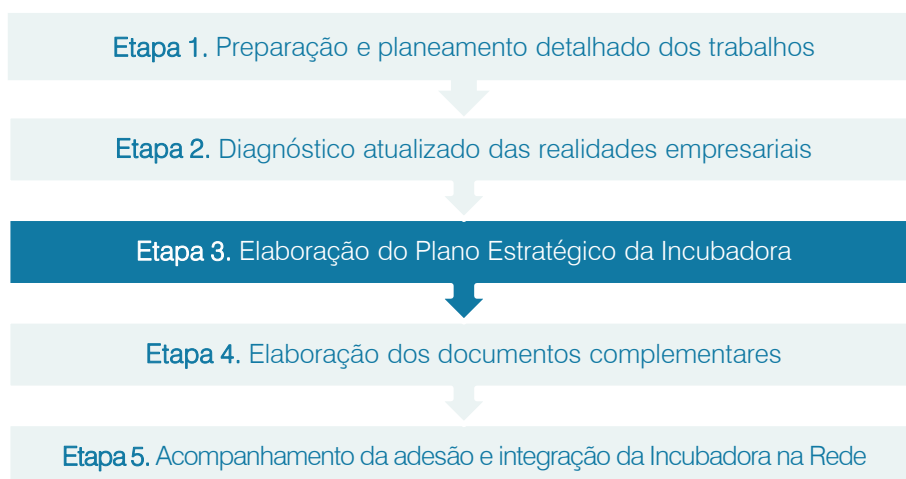 Etapa 1. Preparação e planeamento detalhado dos trabalhos
Etapa 2. Diagnóstico atualizado das realidades empresariais
Etapa 3. Elaboração do Plano Estratégico da Incubadora
Etapa 4. Elaboração dos documentos complementares
Etapa 5. Acompanhamento da adesão e integração da Incubadora na Rede